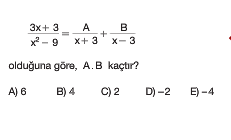 3x+ 3 / x² − 9 = A / x+ 3 + B / x− 3
olduğuna göre, A.B kaçtır?
A) 6 B) 4 C) 2 D) −2 E) −4